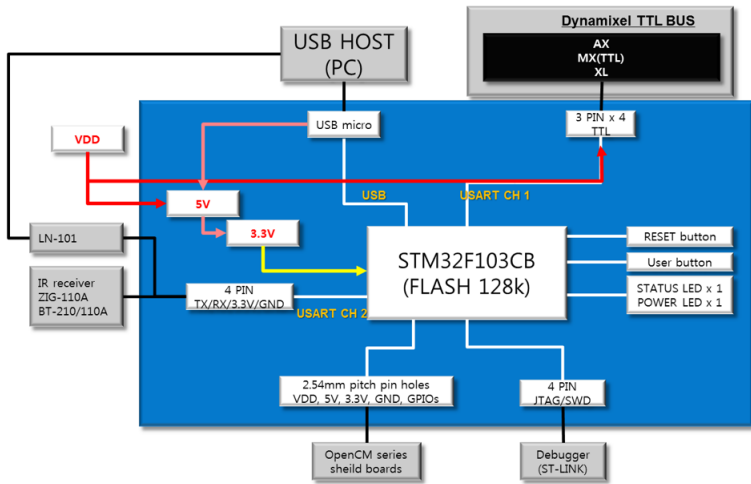 Dynamixel TTL BUS
AX
MX(TTL)
XL
USB HOST
(PC)
USB micro
3 PIN x 4
TTL
VDD
USB
USART CH 1
5V
3.3V
LN-101
STM32F103CB
(FLASH 128k)
RESET button
User button
IR receiver
ZIG-110A
BT-210/110A
4 PIN
TX/RX/3.3V/GND
USART CH 2
STATUS LED x 1
POWER LED x 1
2.54mm pitch pin holes
VDD, 5V, 3.3V, GND, GPIOs
4 PIN
JTAG/SWD
OpenCM series
sheild boards
Debugger
(ST-LINK)